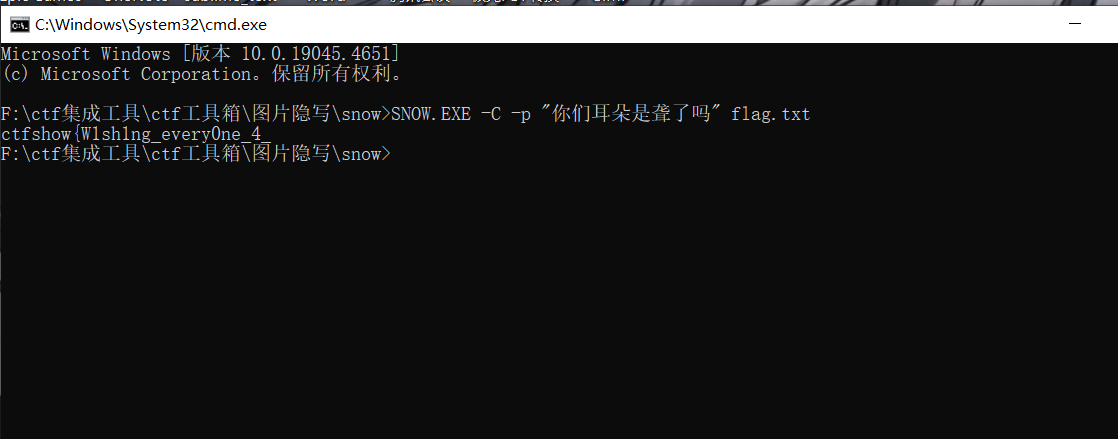 C:\Windows\System32\cmd.exe
Microsoft Windows [版本 10.0.19045.4651]
(c) Microsoft Corporation。保留所有权利。
F:\ctf集成工具\ctf工具箱\图片隐写\snow>SNOW.EXE -C -p "你们耳朵是聋了吗" flag.txt
ctfshow{W1sh1ng_every0ne_4_
F:\ctf集成工具\ctf工具箱\图片隐写\snow>